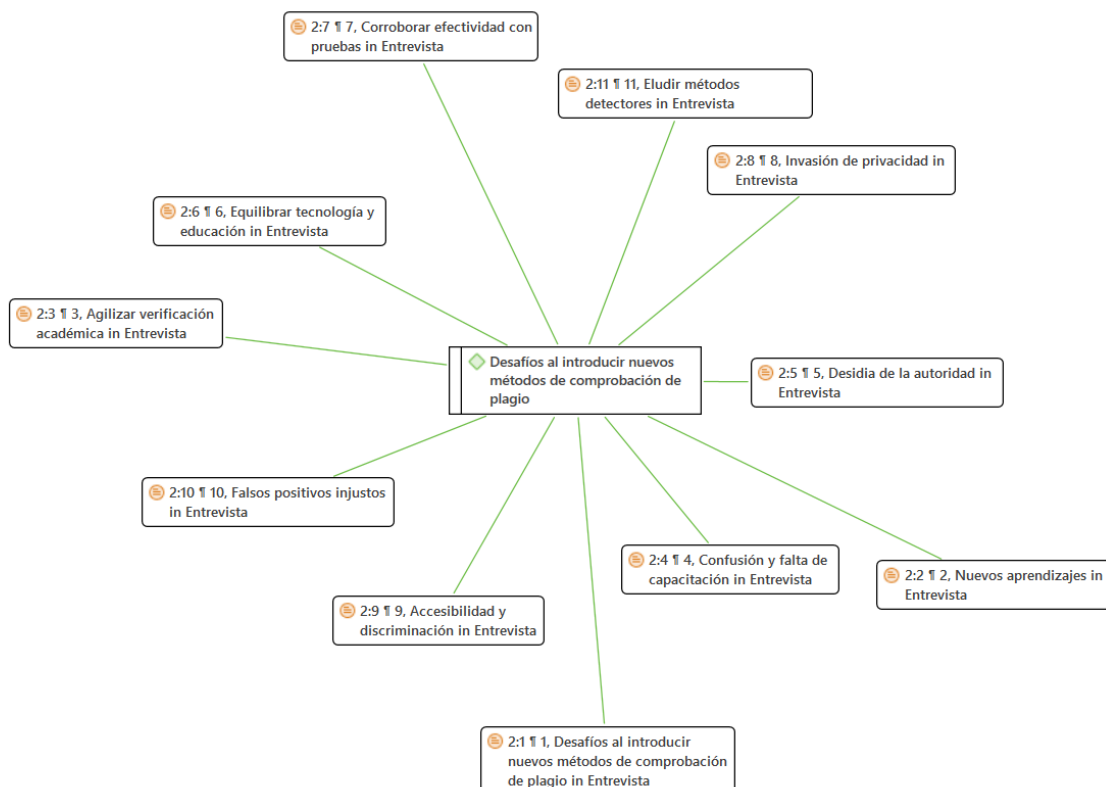 2:7 ¶ 7, Corroborar efectividad con
pruebas in Entrevista
2:11 ¶ 11, Eludir métodos
detectores in Entrevista
2:8 ¶ 8, Invasión de privacidad in
Entrevista
2:6 ¶ 6, Equilibrar tecnología y
educación in Entrevista
2:3 ¶ 3, Agilizar verificación
académica in Entrevista
Desafíos al introducir nuevos
métodos de comprobación de
plagio
2:5 ¶ 5, Desidia de la autoridad in
Entrevista
2:10 ¶ 10, Falsos positivos injustos
in Entrevista
2:4 ¶ 4, Confusión y falta de
capacitación in Entrevista
2:2 ¶ 2, Nuevos aprendizajes in
Entrevista
2:9 ¶ 9, Accesibilidad y
discriminación in Entrevista
2:1 ¶ 1, Desafíos al introducir
nuevos métodos de comprobación
de plagio in Entrevista